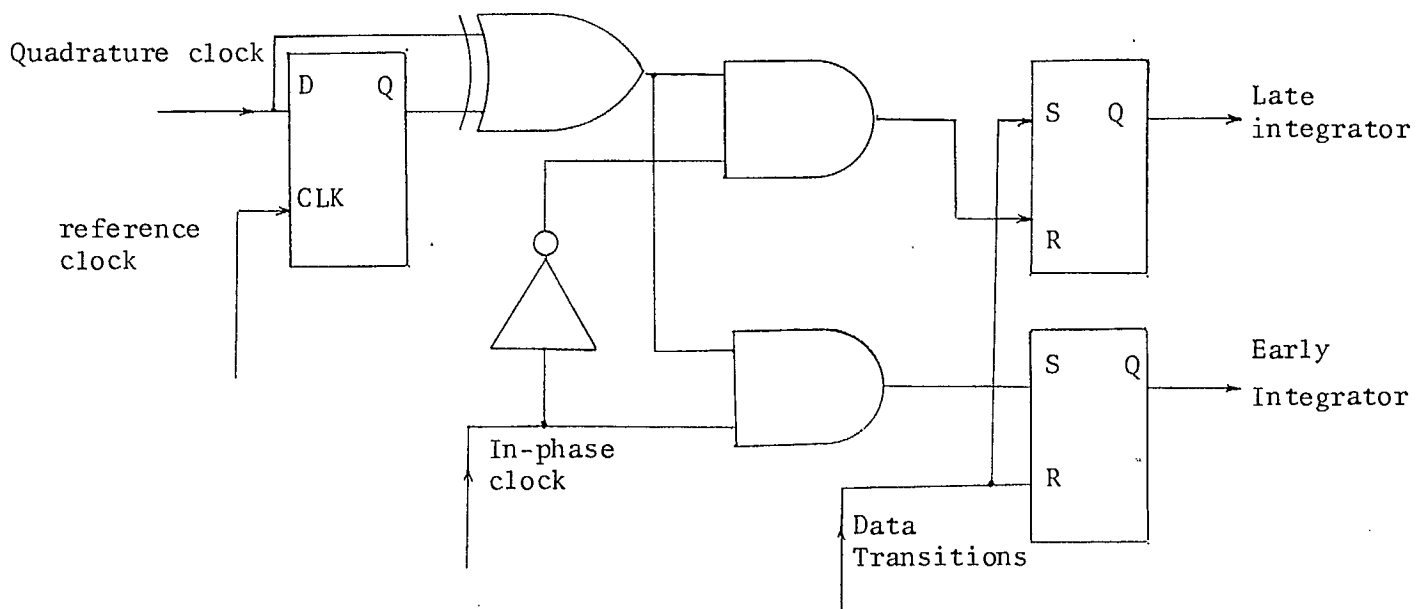 Quadrature clock
D Q
CLK
reference
clock
In-phase
clock
Data
Transitions
S Q
R
Late
integrator
S Q
R
Early
Integrator